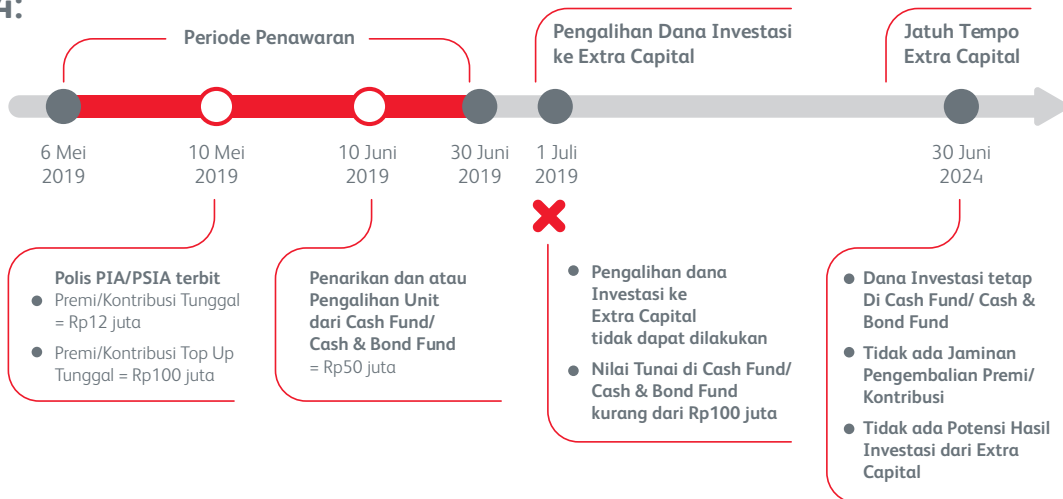 4:
Periode Penawaran
Pengalihan Dana Investasi
ke Extra Capital
Jatuh Tempo
Extra Capital
6 Mei
2019
10 Mei
2019
10 Juni
2019
30 Juni
2019
1 Juli
2019
30 Juni
2024
Polis PIA/PSIA terbit
Premi/Kontribusi Tunggal
= Rp12 juta
Premi/Kontribusi Top Up
Tunggal = Rp100 juta
Penarikan dan atau
Pengalihan Unit
dari Cash Fund/
Cash & Bond Fund
= Rp50 juta
Pengalihan dana
Investasi ke
Extra Capital
tidak dapat dilakukan
Nilai Tunai di Cash Fund/
Cash & Bond Fund
kurang dari Rp100 juta
Dana Investasi tetap
Di Cash Fund/ Cash &
Bond Fund
Tidak ada Jaminan
Pengembalian Premi/
Kontribusi
Tidak ada Potensi Hasil
Investasi dari Extra
Capital